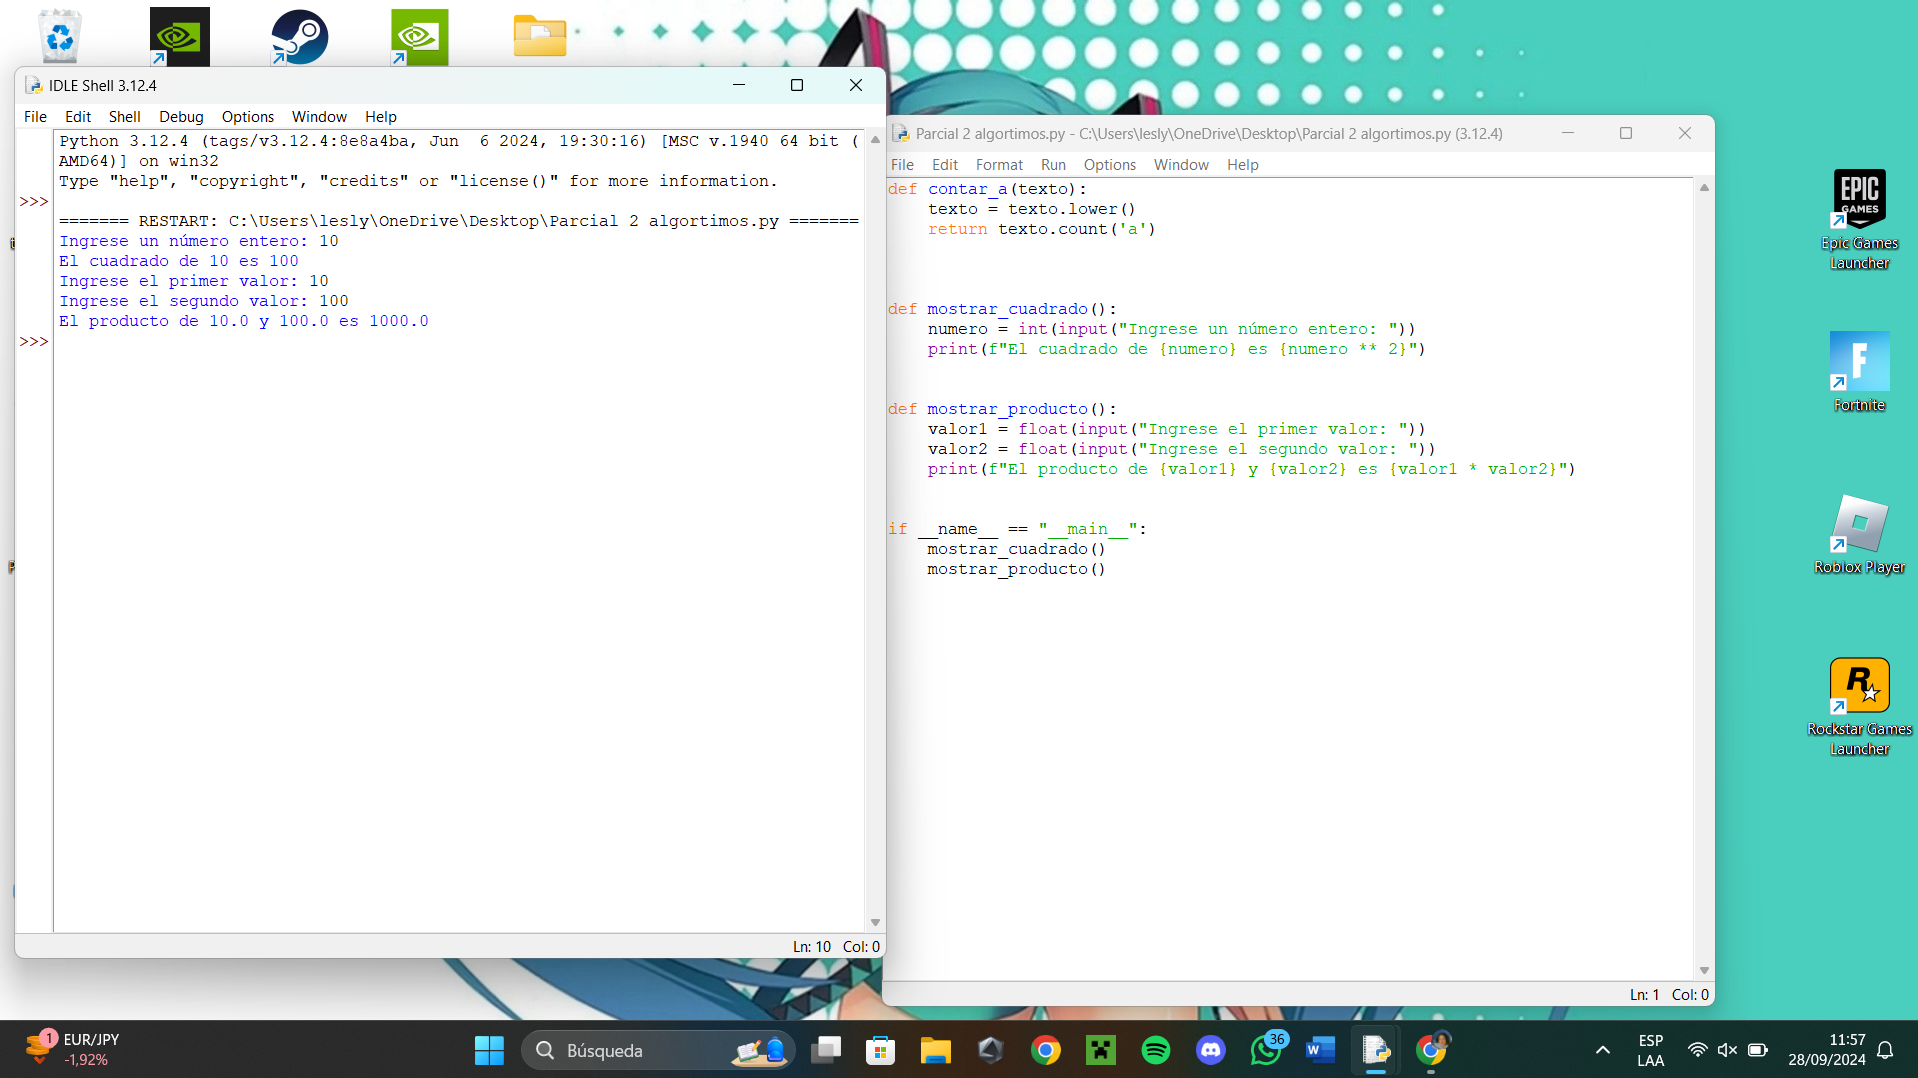 IDLE Shell 3.12.4
File Edit Shell Debug Options Window Help
Python 3.12.4 (tags/v3.12.4:8e8a4ba, Jun  6 2024, 19:30:16) [MSC v.1940 64 bit (
AMD64)] on win32
Type "help", "copyright", "credits" or "license()" for more information.
>>>
======= RESTART: C:\Users\lesly\OneDrive\Desktop\Parcial 2 algortimos.py =======
Ingrese un número entero: 10
El cuadrado de 10 es 100
Ingrese el primer valor: 10
Ingrese el segundo valor: 100
El producto de 10.0 y 100.0 es 1000.0
>>>
Ln: 10 Col: 0
Parcial 2 algortimos.py - C:\Users\lesly\OneDrive\Desktop\Parcial 2 algortimos.py (3.12.4)
File Edit Format Run Options Window Help
def contar_a(texto):
    texto = texto.lower()
    return texto.count('a')
def mostrar_cuadrado():
    numero = int(input("Ingrese un número entero: "))
    print(f"El cuadrado de {numero} es {numero ** 2}")
def mostrar_producto():
    valor1 = float(input("Ingrese el primer valor: "))
    valor2 = float(input("Ingrese el segundo valor: "))
    print(f"El producto de {valor1} y {valor2} es {valor1 * valor2}")
if __name__ == "__main__":
    mostrar_cuadrado()
    mostrar_producto()
Ln: 1 Col: 0
EPIC
GAMES
Epic Games
Launcher
F
Fortnite
Roblox Player
R
Rockstar Games
Launcher
1
EUR/JPY
-1,92%
Búsqueda
36
W
ESP
LAA
11:57
28/09/2024